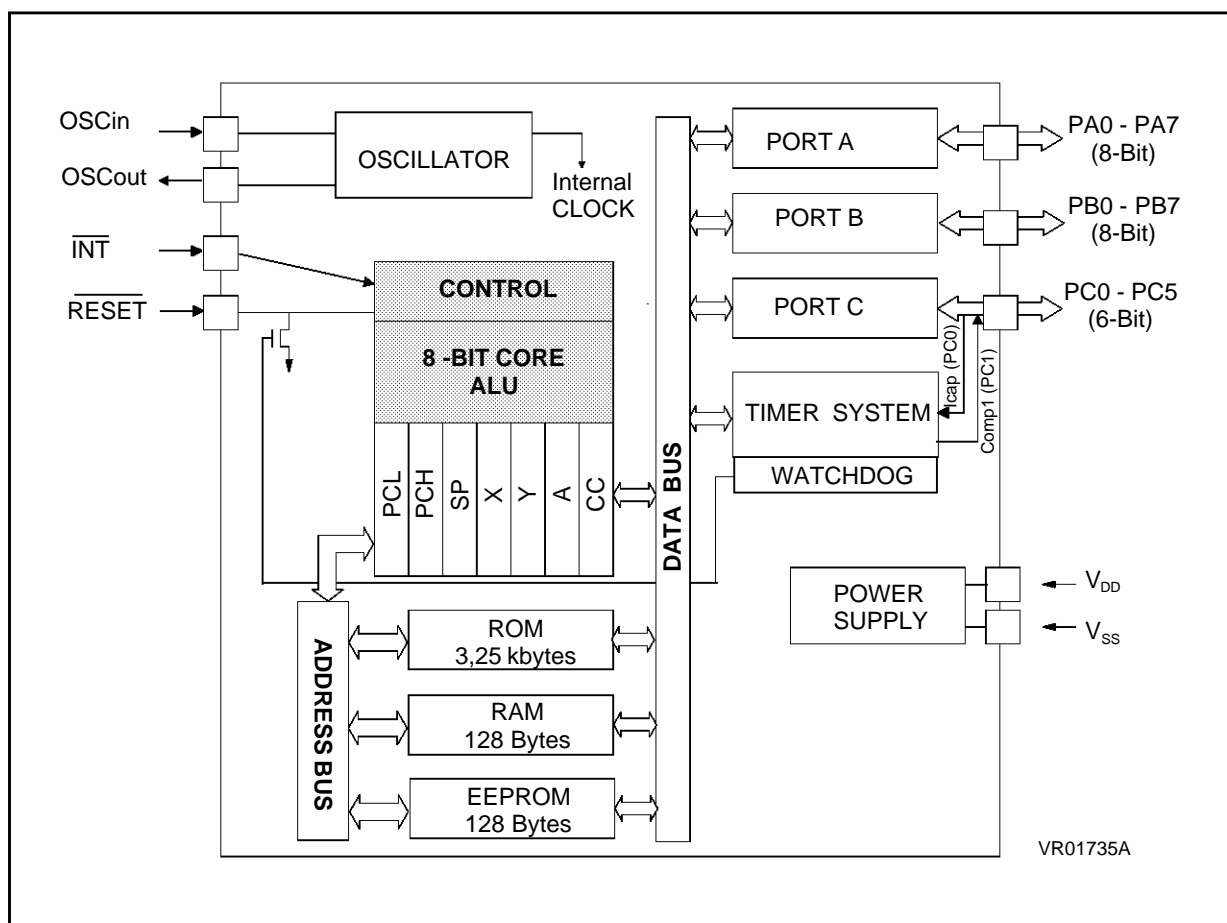 OSCin
OSCout
INT
RESET
OSCILLATOR
Internal
CLOCK
CONTROL
8 -BIT CORE
ALU
PCL
PCH
SP
X
Y
A
CC
ADDRESS BUS
ROM
3,25 kbytes
RAM
128 Bytes
EEPROM
128 Bytes
DATA BUS
PORT A
PA0 - PA7
(8-Bit)
PORT B
PB0 - PB7
(8-Bit)
PORT C
PC0 - PC5
(6-Bit)
Icap (PC0)
Comp1 (PC1)
TIMER SYSTEM
WATCHDOG
POWER
SUPPLY
VDD
VSS
VR01735A